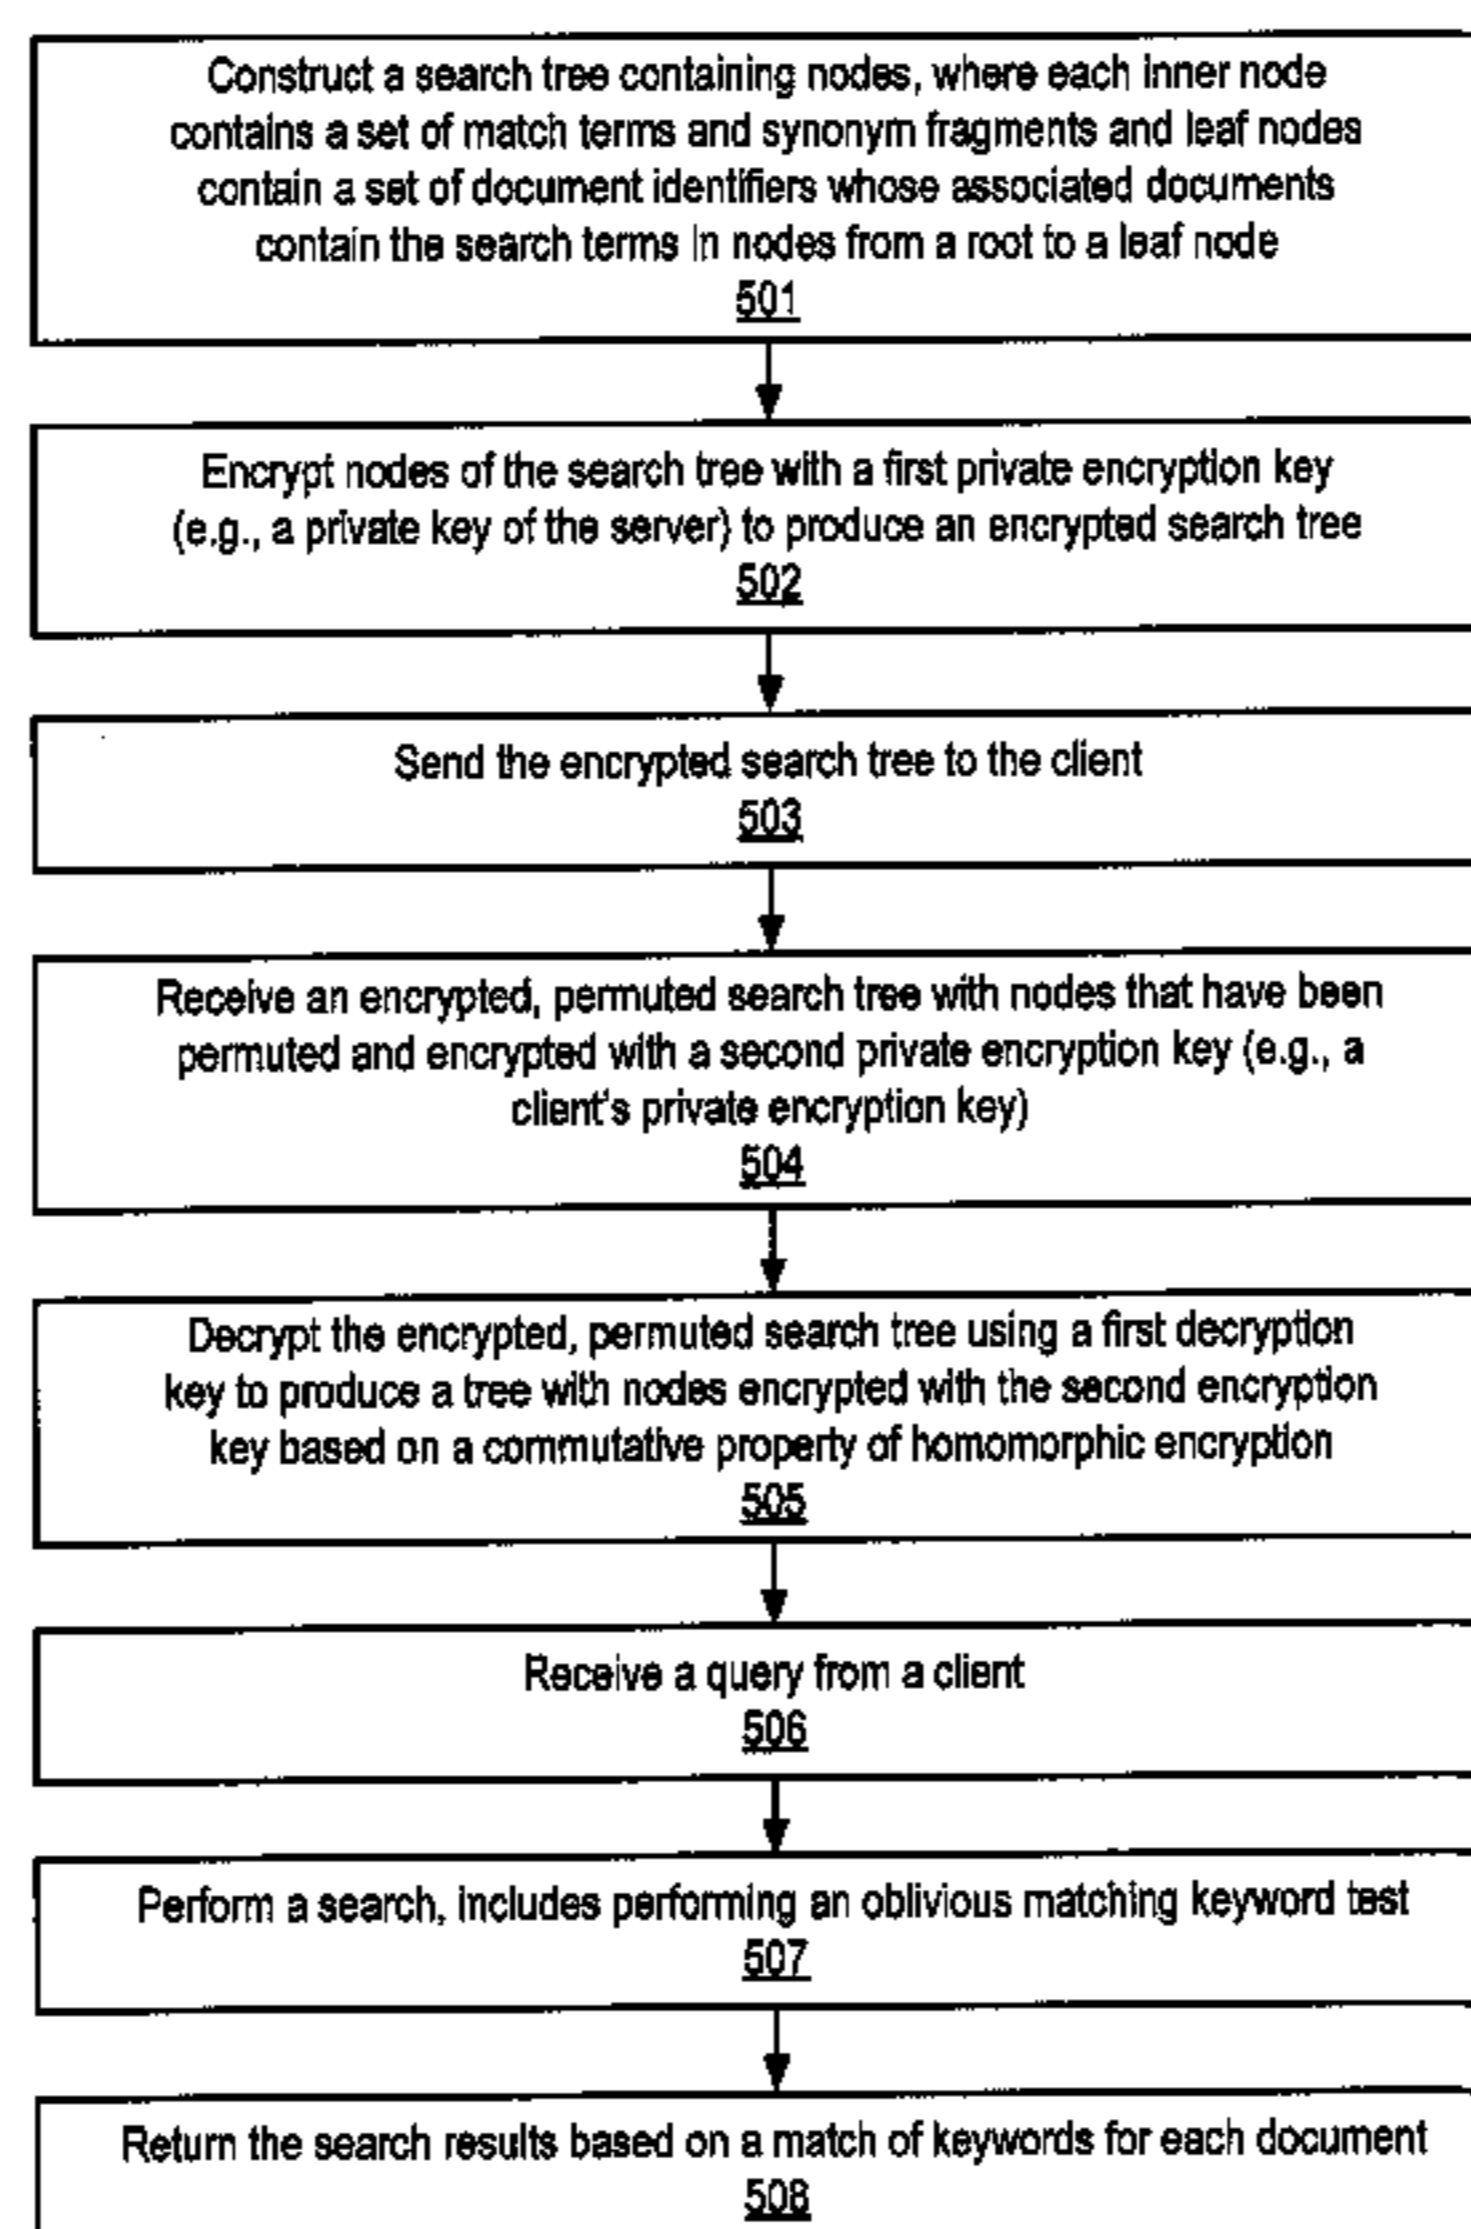 Construct a search tree containing nodes, where each inner node
contains a set of match terms and synonym fragments and leaf nodes
contain a set of document identifiers whose associated documents
contain the search terms in nodes from a root to a leaf node
501
Encrypt nodes of the search tree with a first private encryption key
(e.g., a private key of the server) to produce an encrypted search tree
502
Send the encrypted search tree to the client
503
Receive an encrypted, permuted search tree with nodes that have been
permuted and encrypted with a second private encryption key (e.g., a
client's private encryption key)
504
Decrypt the encrypted, permuted search tree using a first decryption
key to produce a tree with nodes encrypted with the second encryption
key based on a commutative property of homomorphic encryption
505
Receive a query from a client
506
Perform a search, includes performing an oblivious matching keyword test
507
Return the search results based on a match of keywords for each document
508